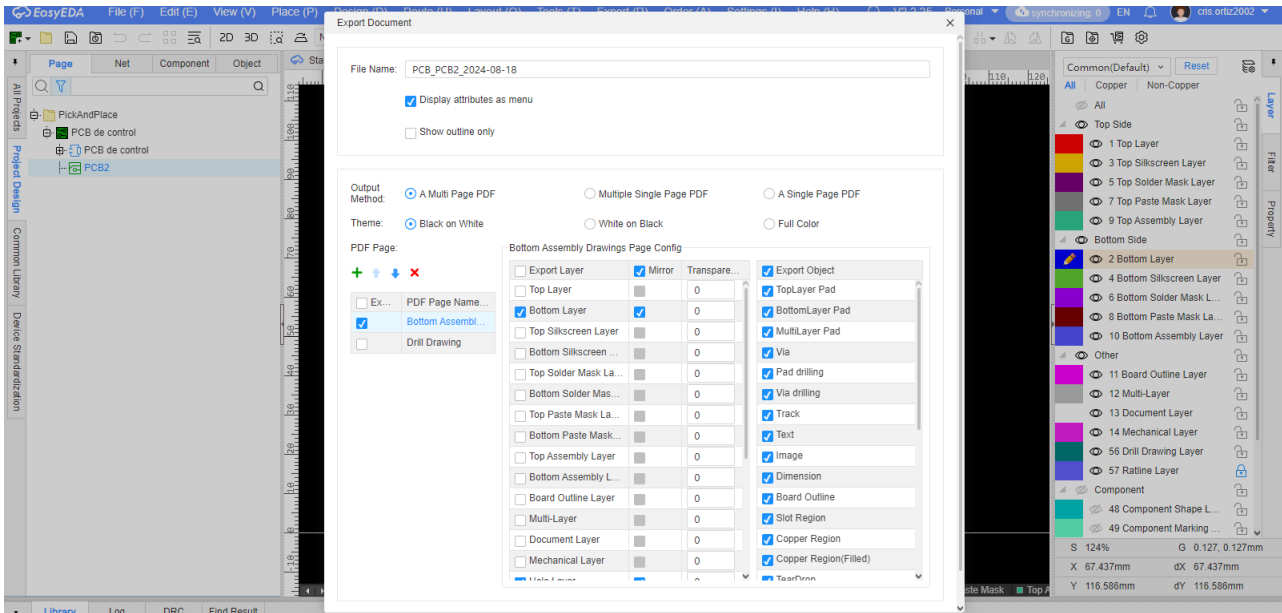 EasyEDA File (F) Edit (E) View (V) Place (P) V2.2.25 Personal synchronizing: 0 EN cris.ortiz2002
Export Document
2D 3D
Page Net Component Object
All Projects
Project Design
Common Library
Device Standardization
PickAndPlace
PCB de control
PCB de control
PCB2
File Name: PCB_PCB2_2024-08-18
Display attributes as menu
Show outline only
Output Method: A Multi Page PDF Multiple Single Page PDF A Single Page PDF
Theme: Black on White White on Black Full Color
PDF Page:
Ex... PDF Page Name...
Bottom Assembl...
Drill Drawing
Bottom Assembly Drawings Page Config
Export Layer Mirror Transpare...
Top Layer 0
Bottom Layer 0
Top Silkscreen Layer 0
Bottom Silkscreen ... 0
Top Solder Mask La... 0
Bottom Solder Mas... 0
Top Paste Mask La... 0
Bottom Paste Mask... 0
Top Assembly Layer 0
Bottom Assembly L... 0
Board Outline Layer 0
Multi-Layer 0
Document Layer 0
Mechanical Layer 0
Export Object
TopLayer Pad
BottomLayer Pad
MultiLayer Pad
Via
Pad drilling
Via drilling
Track
Text
Image
Dimension
Board Outline
Slot Region
Copper Region
Copper Region(Filled)
TearDrop
Common(Default) Reset
All Copper Non-Copper
All
Top Side
1 Top Layer
3 Top Silkscreen Layer
5 Top Solder Mask Layer
7 Top Paste Mask Layer
9 Top Assembly Layer
Bottom Side
2 Bottom Layer
4 Bottom Silkscreen Layer
6 Bottom Solder Mask L...
8 Bottom Paste Mask La...
10 Bottom Assembly Layer
Other
11 Board Outline Layer
12 Multi-Layer
13 Document Layer
14 Mechanical Layer
56 Drill Drawing Layer
57 Ratline Layer
Component
48 Component Shape L...
49 Component Marking ...
S 124% G 0.127, 0.127mm
X 67.437mm dX 67.437mm
Y 116.586mm dY 116.586mm
Layer
Filter
Property
ste Mask Top A
Library Log DRC Find Result